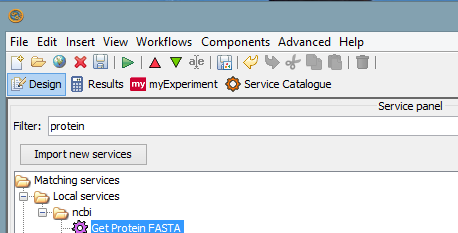 File Edit Insert View Workflows Components Advanced Help
Design Results my myExperiment Service Catalogue
Service panel
Filter: protein
Import new services
Matching services
Local services
ncbi
Get Protein FASTA